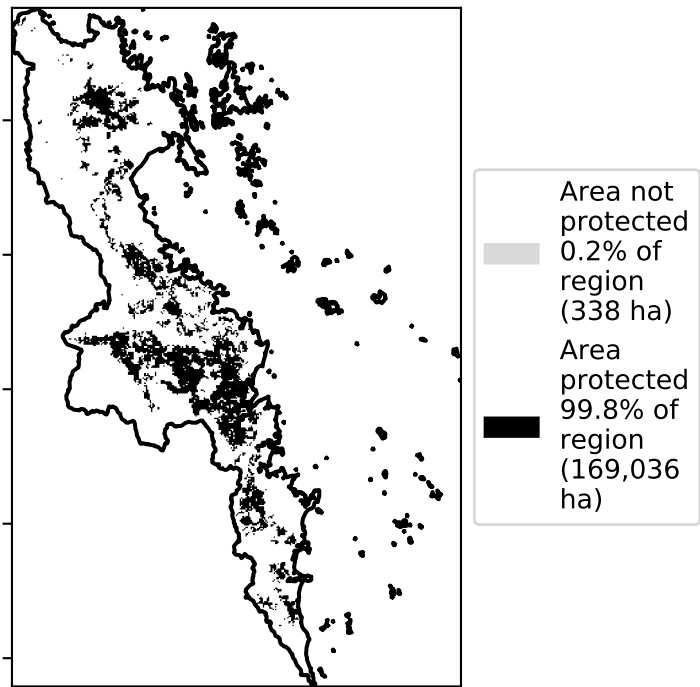 Area not
protected
0.2% of
region
(338 ha)
Area
protected
99.8% of
region
(169,036
ha)